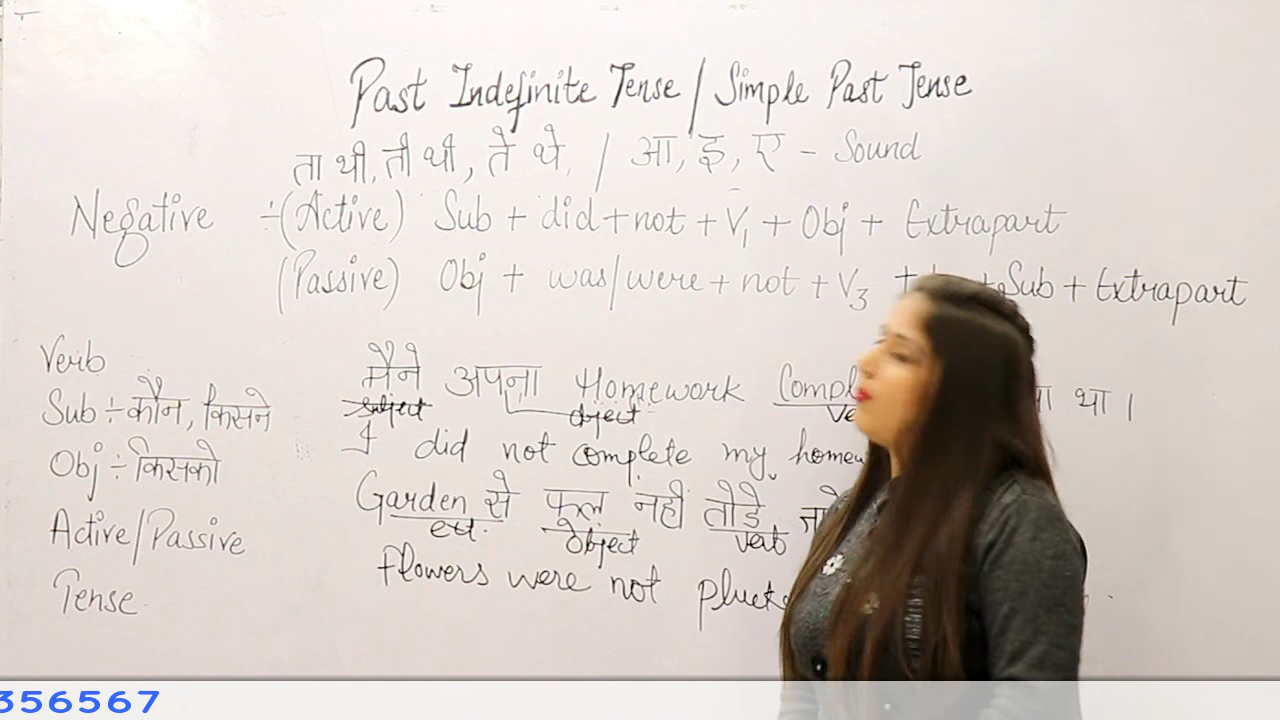 Past Indefinite Tense / Simple Past Tense
ता थी, ती थी, ते थे, / आ, इ, ए - Sound
Negative ÷ (Active) Sub + did + not + V1 + Obj + Extrapart
(Passive) Obj + was/were + not + V3 + Sub + Extrapart
Verb
Sub ÷ कौन, किसने
Obj ÷ किसको
Active/Passive
Tense
मैंने अपना Homework था ।
subject object
I did not complete my
Garden से फूल नही तोडे
ext. object verb
Flowers were not
356567